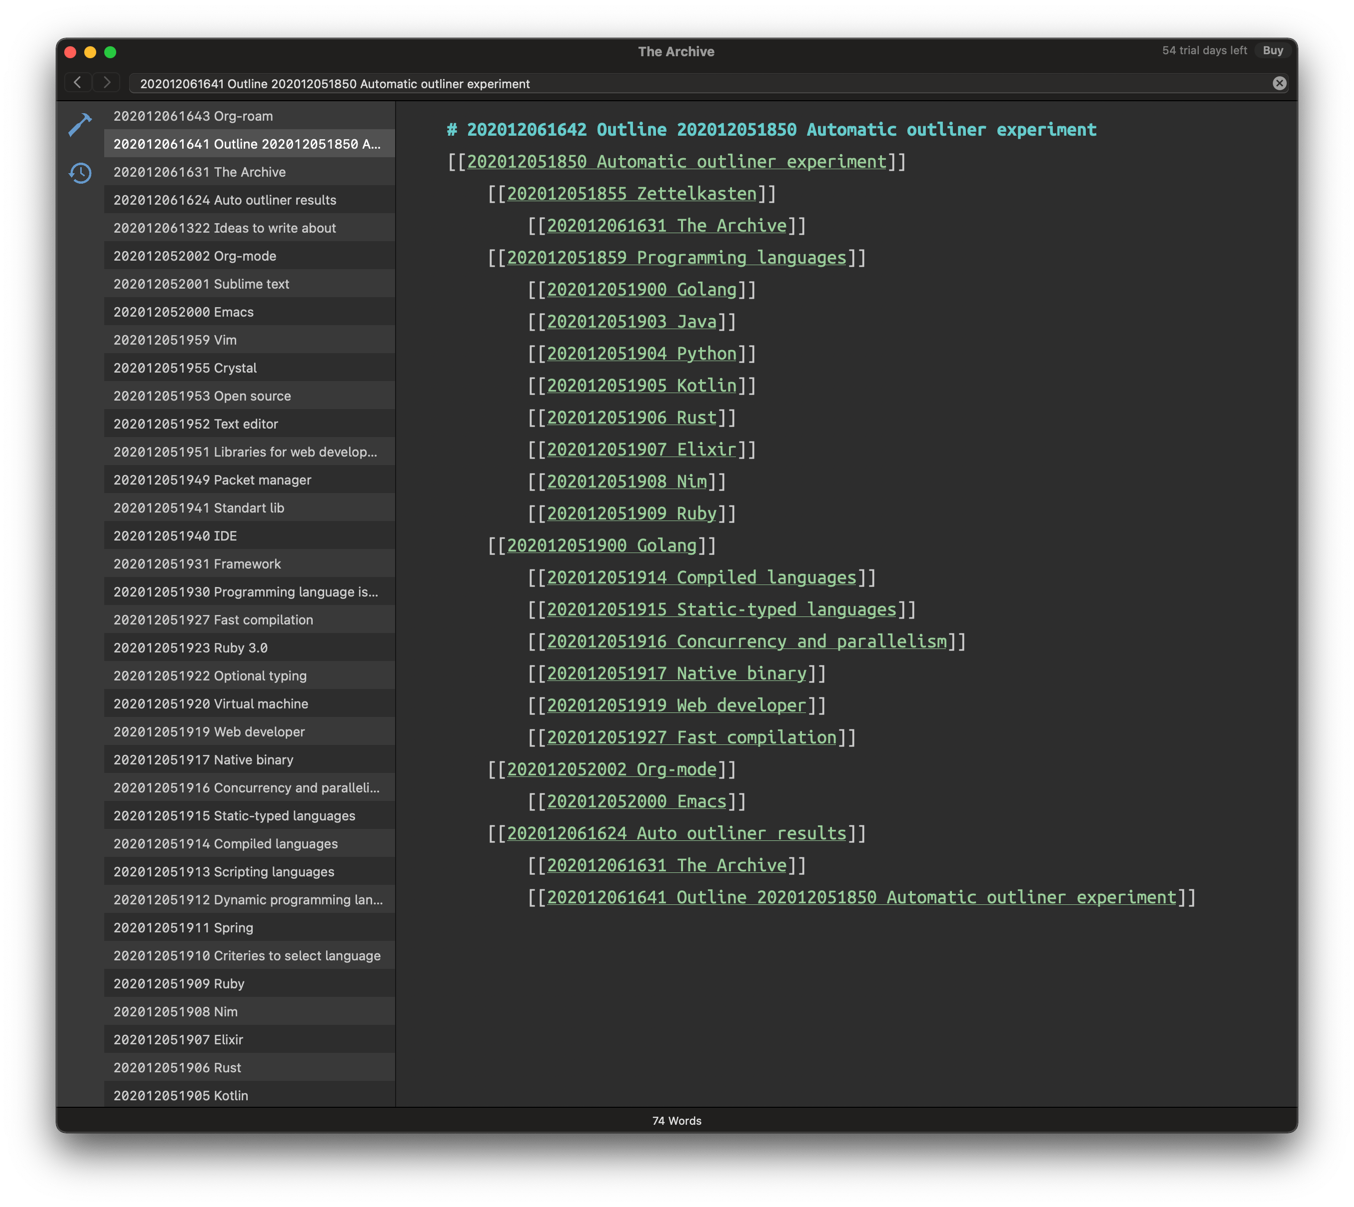 The Archive
54 trial days left Buy
202012061641 Outline 202012051850 Automatic outliner experiment
202012061643 Org-roam
202012061641 Outline 202012051850 A...
202012061631 The Archive
202012061624 Auto outliner results
202012061322 Ideas to write about
202012052002 Org-mode
202012052001 Sublime text
202012052000 Emacs
202012051959 Vim
202012051955 Crystal
202012051953 Open source
202012051952 Text editor
202012051951 Libraries for web develop...
202012051949 Packet manager
202012051941 Standart lib
202012051940 IDE
202012051931 Framework
202012051930 Programming language is...
202012051927 Fast compilation
202012051923 Ruby 3.0
202012051922 Optional typing
202012051920 Virtual machine
202012051919 Web developer
202012051917 Native binary
202012051916 Concurrency and paralleli...
202012051915 Static-typed languages
202012051914 Compiled languages
202012051913 Scripting languages
202012051912 Dynamic programming lan...
202012051911 Spring
202012051910 Criteries to select language
202012051909 Ruby
202012051908 Nim
202012051907 Elixir
202012051906 Rust
202012051905 Kotlin
# 202012061642 Outline 202012051850 Automatic outliner experiment
[[202012051850 Automatic outliner experiment]]
[[202012051855 Zettelkasten]]
[[202012061631 The Archive]]
[[202012051859 Programming languages]]
[[202012051900 Golang]]
[[202012051903 Java]]
[[202012051904 Python]]
[[202012051905 Kotlin]]
[[202012051906 Rust]]
[[202012051907 Elixir]]
[[202012051908 Nim]]
[[202012051909 Ruby]]
[[202012051900 Golang]]
[[202012051914 Compiled languages]]
[[202012051915 Static-typed languages]]
[[202012051916 Concurrency and parallelism]]
[[202012051917 Native binary]]
[[202012051919 Web developer]]
[[202012051927 Fast compilation]]
[[202012052002 Org-mode]]
[[202012052000 Emacs]]
[[202012061624 Auto outliner results]]
[[202012061631 The Archive]]
[[202012061641 Outline 202012051850 Automatic outliner experiment]]
74 Words